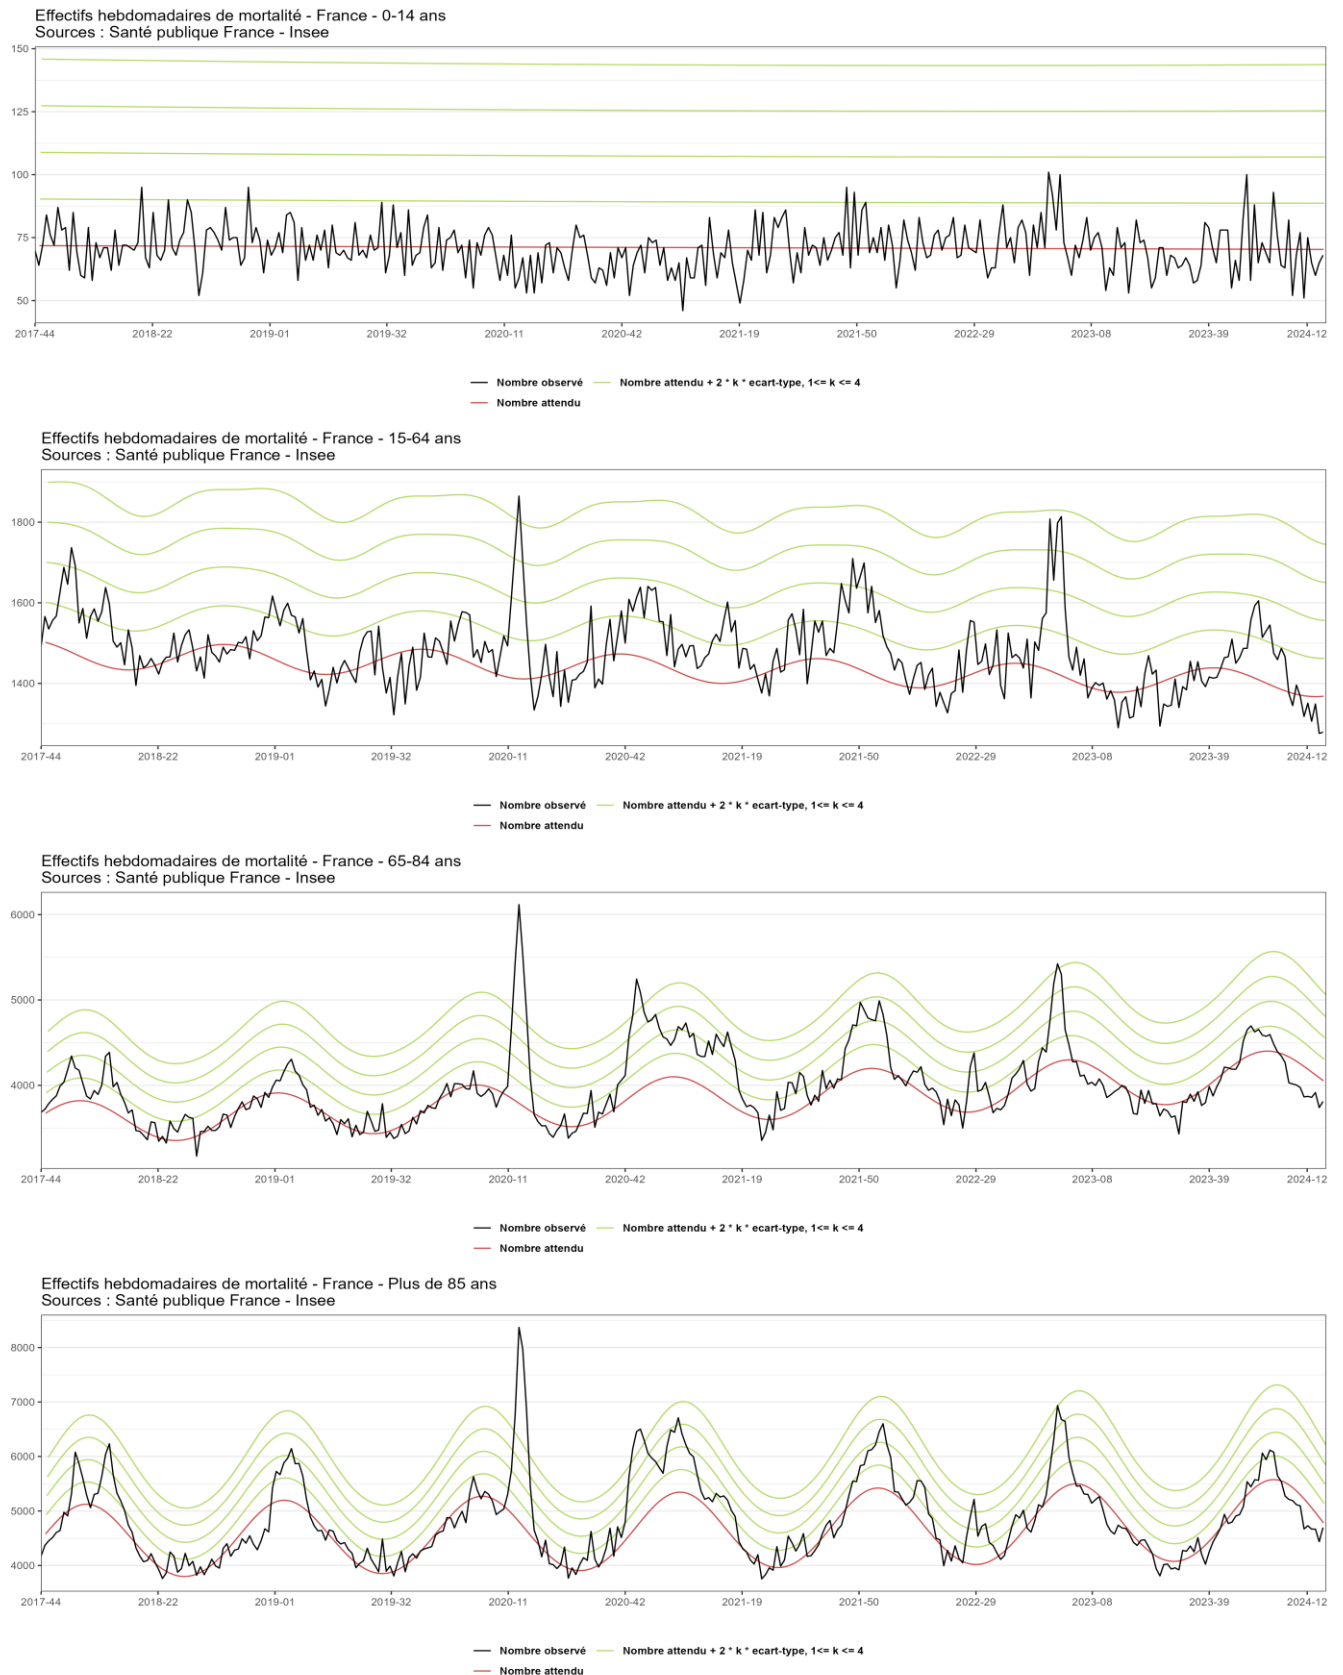 Effectifs hebdomadaires de mortalité - France - 0-14 ans
Sources : Santé publique France - Insee
150
125
100
75
50
2017-44 2018-22 2019-01 2019-32 2020-11 2020-42 2021-19 2021-50 2022-29 2023-08 2023-39 2024-12
Nombre observé Nombre attendu + 2 * k * ecart-type, 1<= k <= 4
Nombre attendu
Effectifs hebdomadaires de mortalité - France - 15-64 ans
Sources : Santé publique France - Insee
1800
1600
1400
2017-44 2018-22 2019-01 2019-32 2020-11 2020-42 2021-19 2021-50 2022-29 2023-08 2023-39 2024-12
Nombre observé Nombre attendu + 2 * k * ecart-type, 1<= k <= 4
Nombre attendu
Effectifs hebdomadaires de mortalité - France - 65-84 ans
Sources : Santé publique France - Insee
6000
5000
4000
2017-44 2018-22 2019-01 2019-32 2020-11 2020-42 2021-19 2021-50 2022-29 2023-08 2023-39 2024-12
Nombre observé Nombre attendu + 2 * k * ecart-type, 1<= k <= 4
Nombre attendu
Effectifs hebdomadaires de mortalité - France - Plus de 85 ans
Sources : Santé publique France - Insee
8000
7000
6000
5000
4000
2017-44 2018-22 2019-01 2019-32 2020-11 2020-42 2021-19 2021-50 2022-29 2023-08 2023-39 2024-12
Nombre observé Nombre attendu + 2 * k * ecart-type, 1<= k <= 4
Nombre attendu